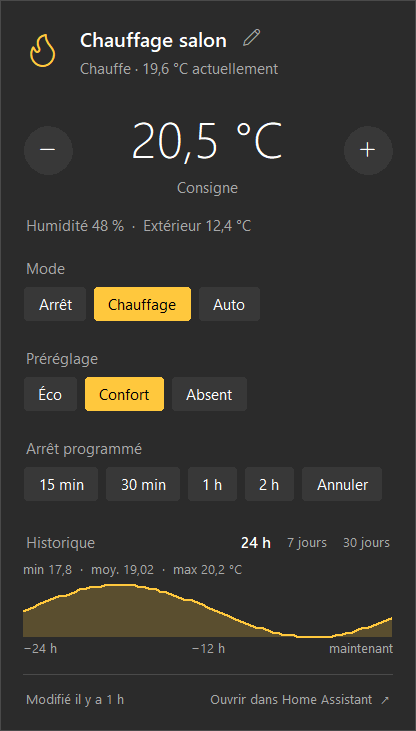 Chauffage salon
Chauffe · 19,6 °C actuellement
− 20,5 °C +
Consigne
Humidité 48 % · Extérieur 12,4 °C
Mode
Arrêt Chauffage Auto
Préréglage
Éco Confort Absent
Arrêt programmé
15 min 30 min 1 h 2 h Annuler
Historique 24 h 7 jours 30 jours
min 17,8 · moy. 19,02 · max 20,2 °C
−24 h −12 h maintenant
Modifié il y a 1 h Ouvrir dans Home Assistant ↗